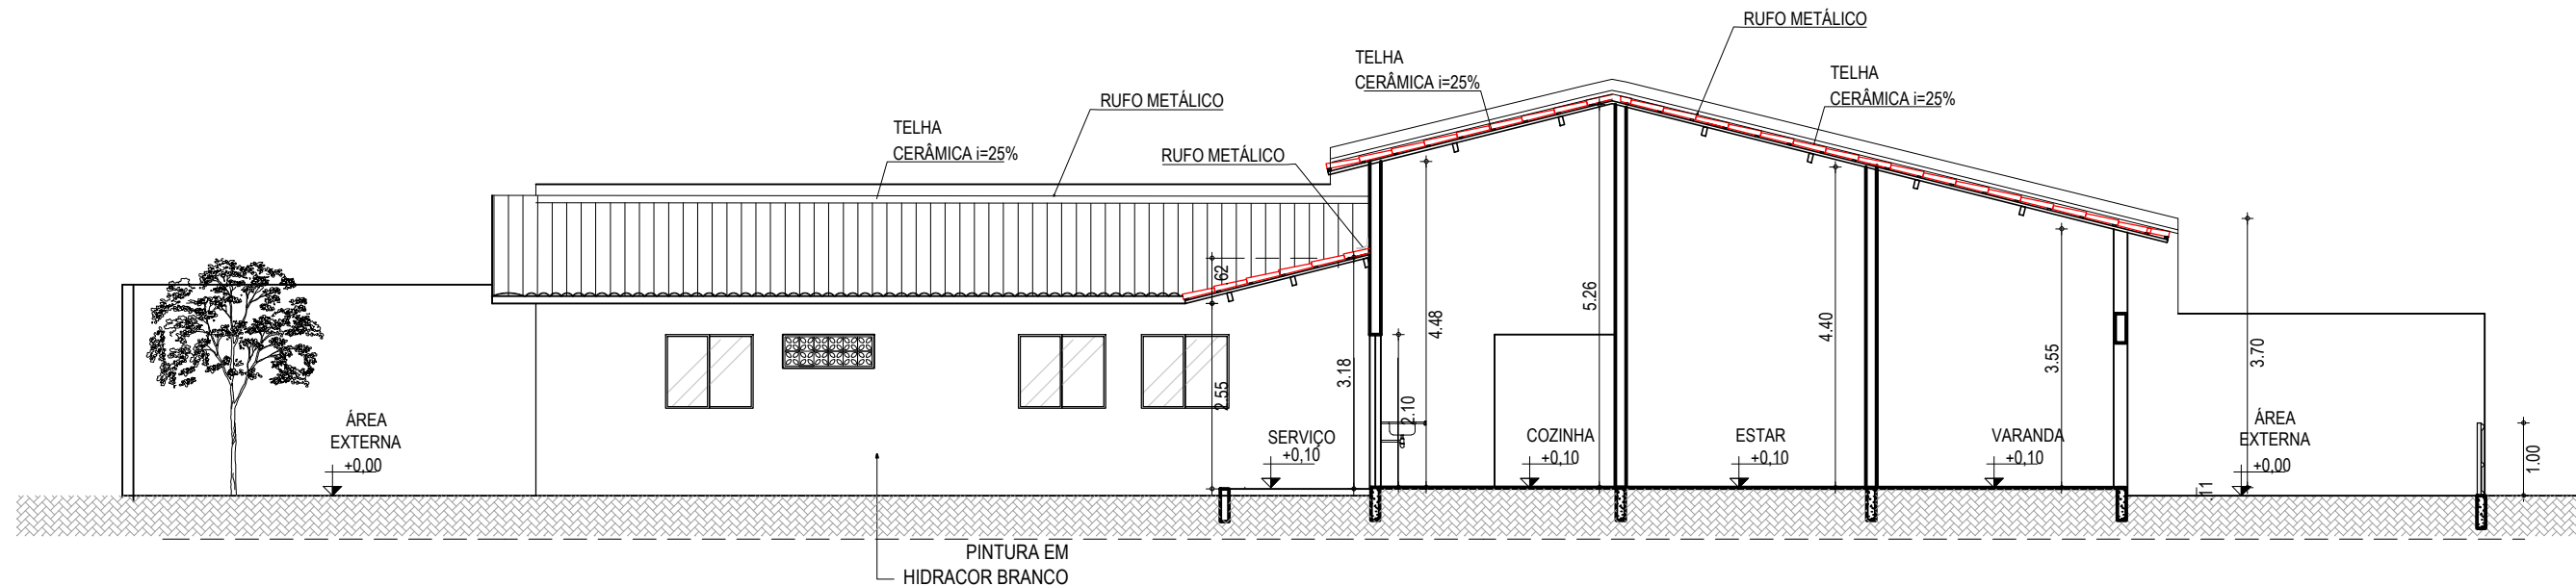 RUFO METÁLICO
TELHA
CERÂMICA i=25%
TELHA
CERÂMICA i=25%
RUFO METÁLICO
TELHA
CERÂMICA i=25%
RUFO METÁLICO
.62
5.26
4.48
4.40
3.55
3.70
3.18
2.55
2.10
1.00
ÁREA
EXTERNA
+0,00
SERVIÇO
+0,10
COZINHA
+0,10
ESTAR
+0,10
VARANDA
+0,10
ÁREA
EXTERNA
+0,00
11
PINTURA EM
HIDRACOR BRANCO